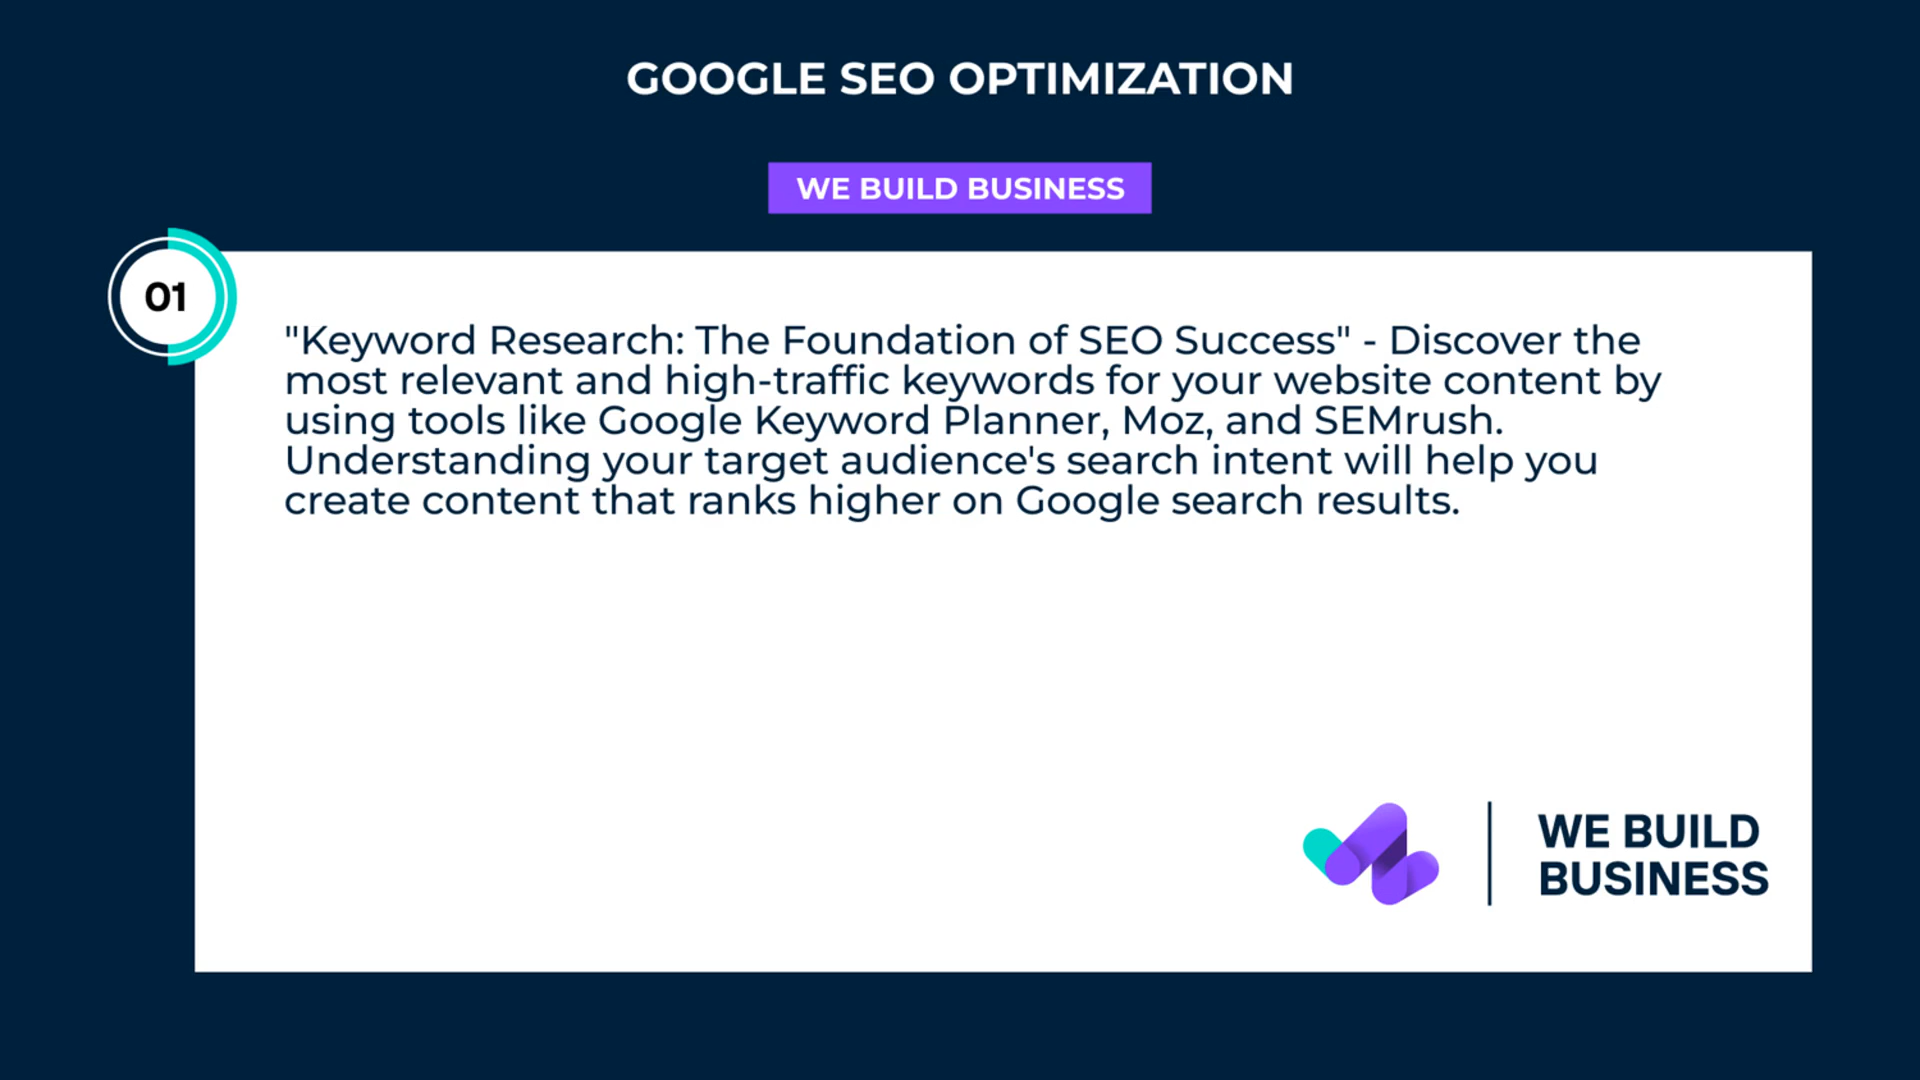 GOOGLE SEO OPTIMIZATION
WE BUILD BUSINESS
01
"Keyword Research: The Foundation of SEO Success" - Discover the
most relevant and high-traffic keywords for your website content by
using tools like Google Keyword Planner, Moz, and SEMrush.
Understanding your target audience's search intent will help you
create content that ranks higher on Google search results.
WE BUILD
BUSINESS